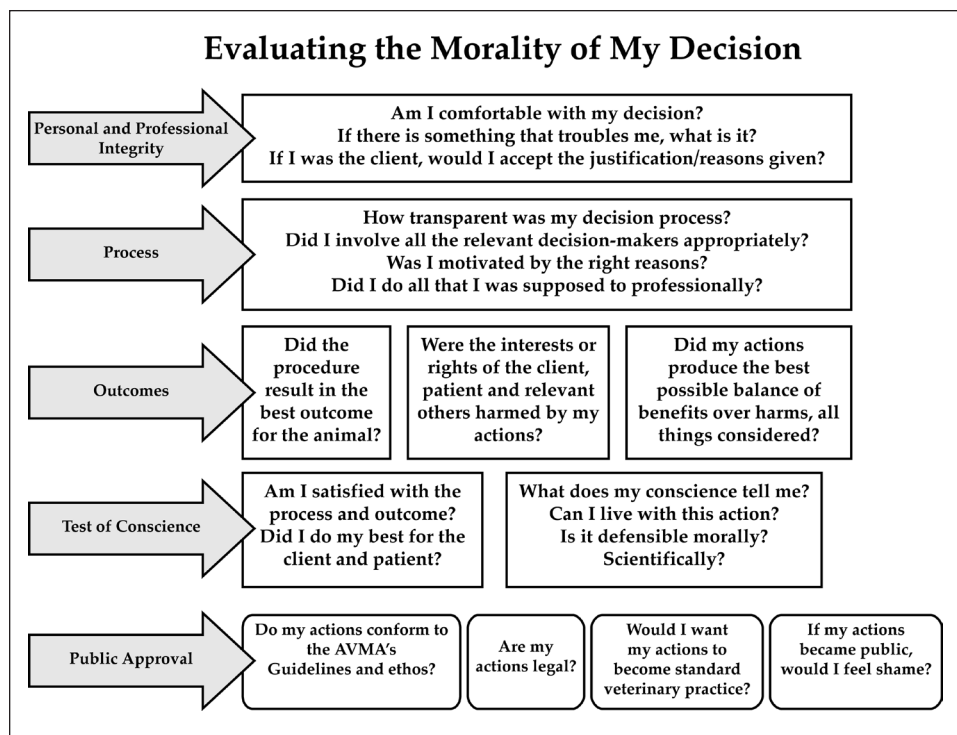 Evaluating the Morality of My Decision
Personal and Professional
Integrity
Am I comfortable with my decision?
If there is something that troubles me, what is it?
If I was the client, would I accept the justification/reasons given?
Process
How transparent was my decision process?
Did I involve all the relevant decision-makers appropriately?
Was I motivated by the right reasons?
Did I do all that I was supposed to professionally?
Outcomes
Did the
procedure
result in the
best outcome
for the animal?
Were the interests or
rights of the client,
patient and relevant
others harmed by my
actions?
Did my actions
produce the best
possible balance of
benefits over harms, all
things considered?
Test of Conscience
Am I satisfied with the
process and outcome?
Did I do my best for the
client and patient?
What does my conscience tell me?
Can I live with this action?
Is it defensible morally?
Scientifically?
Public Approval
Do my actions conform to
the AVMA's
Guidelines and ethos?
Are my
actions legal?
Would I want
my actions to
become standard
veterinary practice?
If my actions
became public,
would I feel shame?